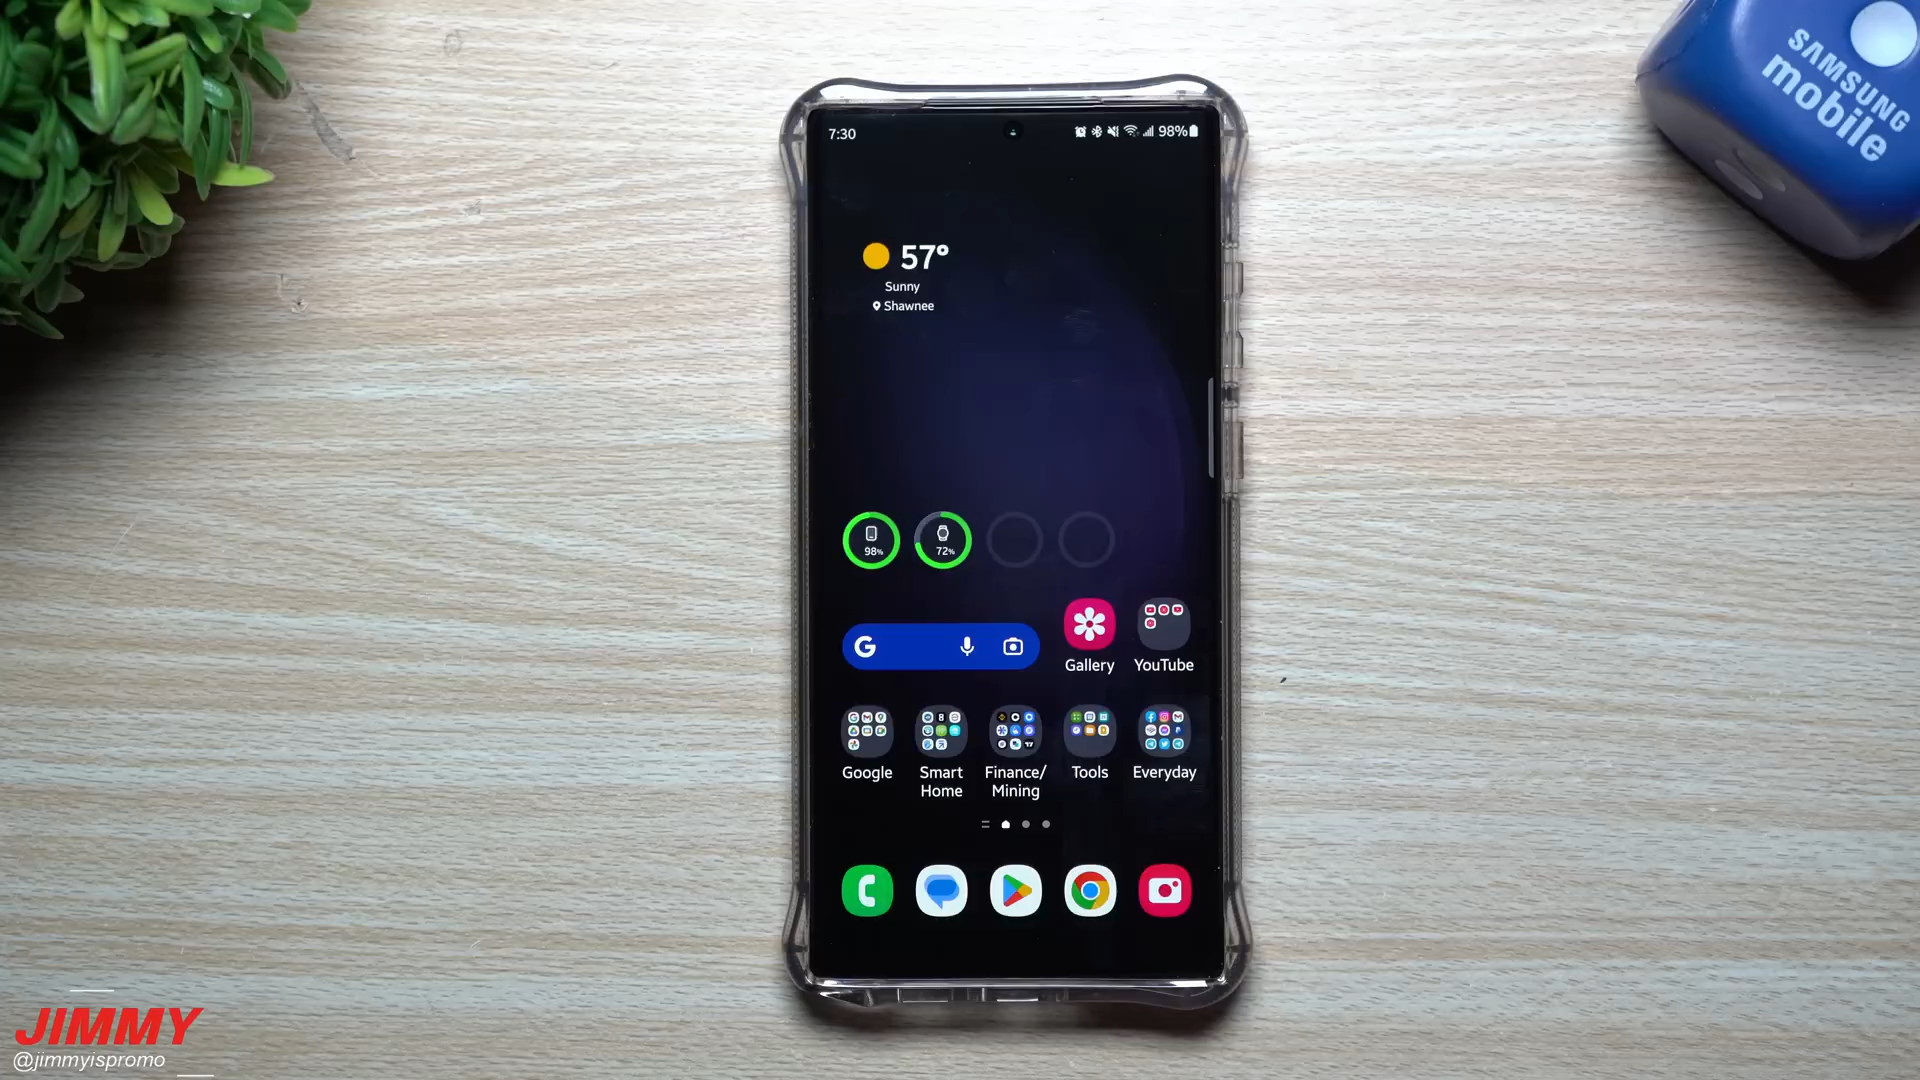 SAMSUNG
mobile
7:30
98%
57°
Sunny
Shawnee
98%
72%
G
Gallery
YouTube
Google
Smart
Home
Finance/
Mining
Tools
Everyday
JIMMY
@jimmyispromo